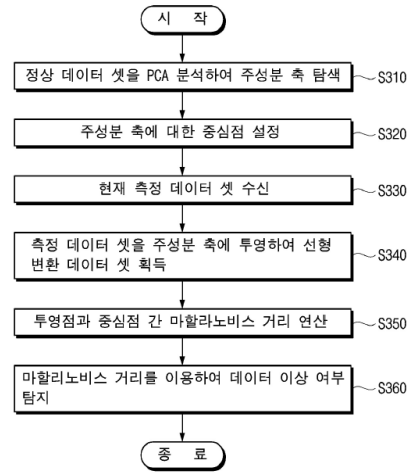 시 작
정상 데이터 셋을 PCA 분석하여 주성분 축 탐색
S310
주성분 축에 대한 중심점 설정
S320
현재 측정 데이터 셋 수신
S330
측정 데이터 셋을 주성분 축에 투영하여 선형
변환 데이터 셋 획득
S340
투영점과 중심점 간 마할라노비스 거리 연산
S350
마할리노비스 거리를 이용하여 데이터 이상 여부
탐지
S360
종 료